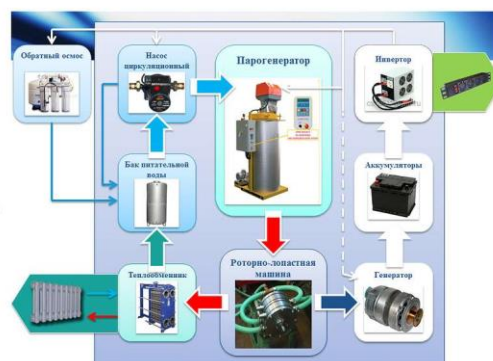 Обратный осмос
Насос
циркуляционный
Парогенератор
Инвертор
Бак питательной
воды
Аккумуляторы
Теплообменник
Роторно-лопастная
машина
Генератор